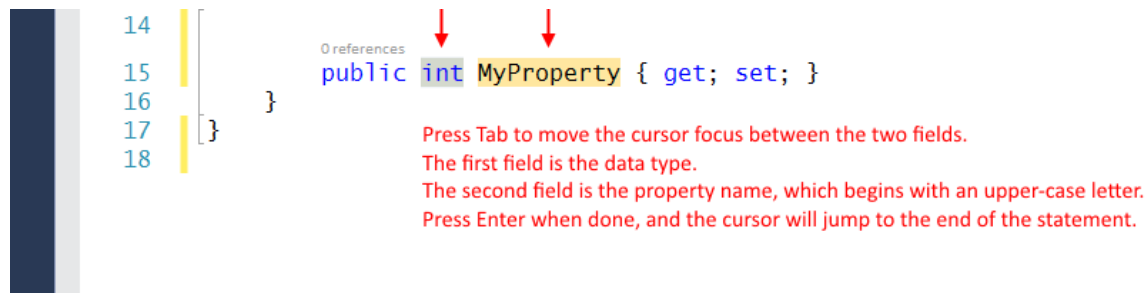 14
0 references
15 public int MyProperty { get; set; }
16 }
17 }
18
Press Tab to move the cursor focus between the two fields.
The first field is the data type.
The second field is the property name, which begins with an upper-case letter.
Press Enter when done, and the cursor will jump to the end of the statement.